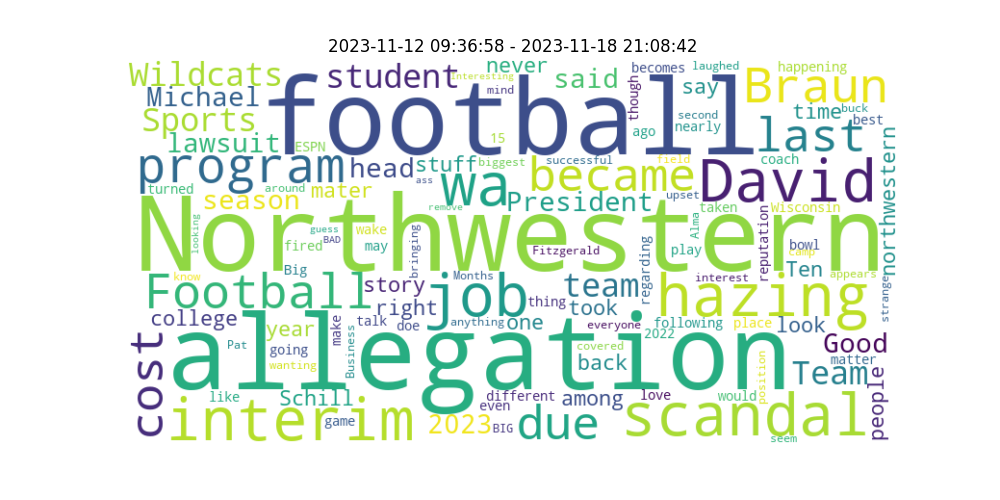 2023-11-12 09:36:58 - 2023-11-18 21:08:42
Wildcats student interesting never said becomes laughed Braun happening
Michael football mind though say time buck best
Sports 15 ago second nearly last
lawsuit ESPN
program head stuff biggest successful field coach
turned around mater ass wa became upset David northwestern
season President taken Wisconsin
Northwestern remove
looking guess BAD wake Alma reputation
fired may bringing Fitzgerald regarding play bowl camp
know Big Months interest Ten appears
Football story job team hazing strange
right thing took
college year make talk doe anything one everyone following place look
2022
cost Pat going Business allegation covered back Good
wanting position matter Team people
like Schill different among love would
interim game even 2023 BIG due scandal
seem